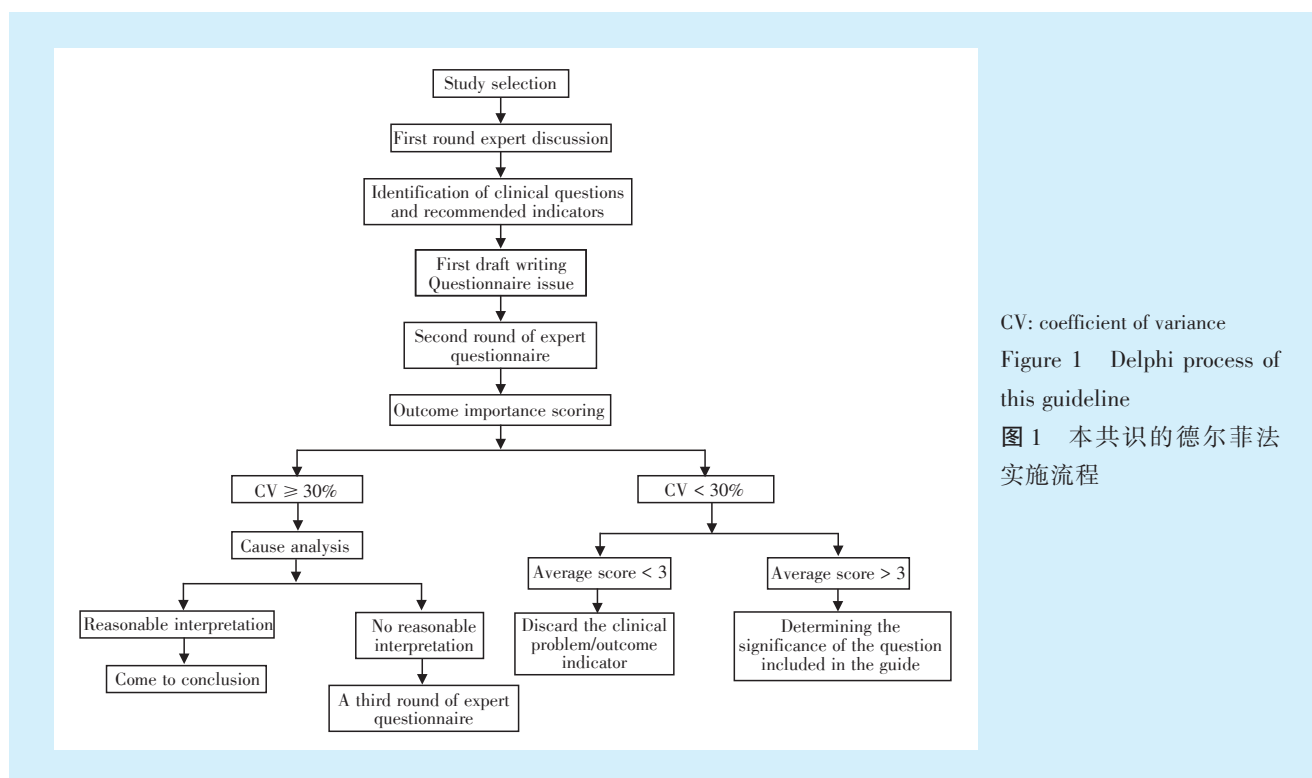 Study selection
First round expert discussion
Identification of clinical questions
and recommended indicators
First draft writing
Questionnaire issue
Second round of expert
questionnaire
Outcome importance scoring
CV ≥ 30%
CV < 30%
Cause analysis
Average score < 3
Average score > 3
Reasonable interpretation
No reasonable
interpretation
Discard the clinical
problem/outcome
indicator
Determining the
significance of the question
included in the guide
Come to conclusion
A third round of expert
questionnaire
CV: coefficient of variance
Figure 1 Delphi process of
this guideline
图 1 本共识的德尔菲法
实施流程